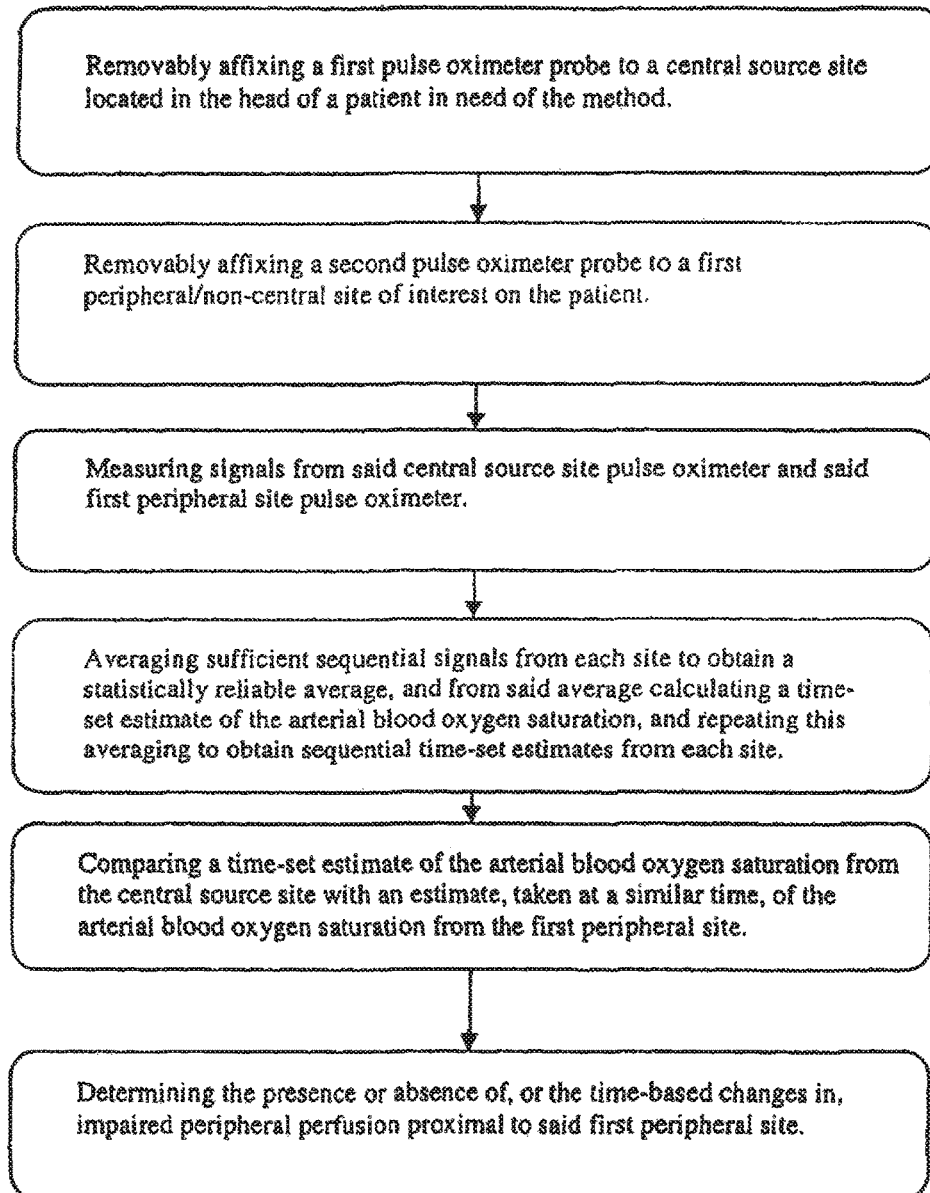 Removably affixing a first pulse oximeter probe to a central source site
located in the head of a patient in need of the method.
Removably affixing a second pulse oximeter probe to a first
peripheral/non-central site of interest on the patient.
Measuring signals from said central source site pulse oximeter and said
first peripheral site pulse oximeter.
Averaging sufficient sequential signals from each site to obtain a
statistically reliable average, and from said average calculating a time-
set estimate of the arterial blood oxygen saturation, and repeating this
averaging to obtain sequential time-set estimates from each site.
Comparing a time-set estimate of the arterial blood oxygen saturation from
the central source site with an estimate, taken at a similar time, of the
arterial blood oxygen saturation from the first peripheral site.
Determining the presence or absence of, or the time-based changes in,
impaired peripheral perfusion proximal to said first peripheral site.